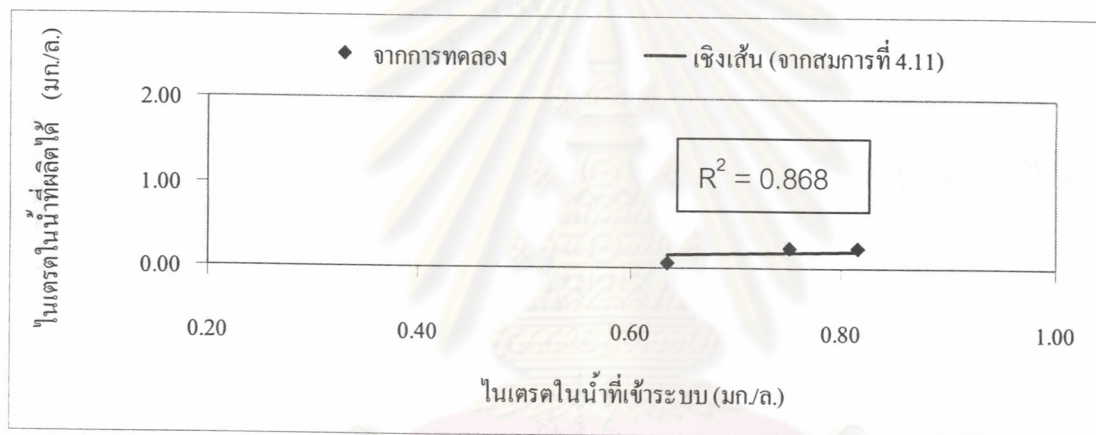 จากการทดลอง
เชิงเส้น (จากสมการที่ 4.11)
ไนเตรตในน้ำที่ผลิตได้ (มก./ล.)
2.00
1.00
0.00
R² = 0.868
0.20 0.40 0.60 0.80 1.00
ไนเตรตในน้ำที่เข้าระบบ (มก./ล.)